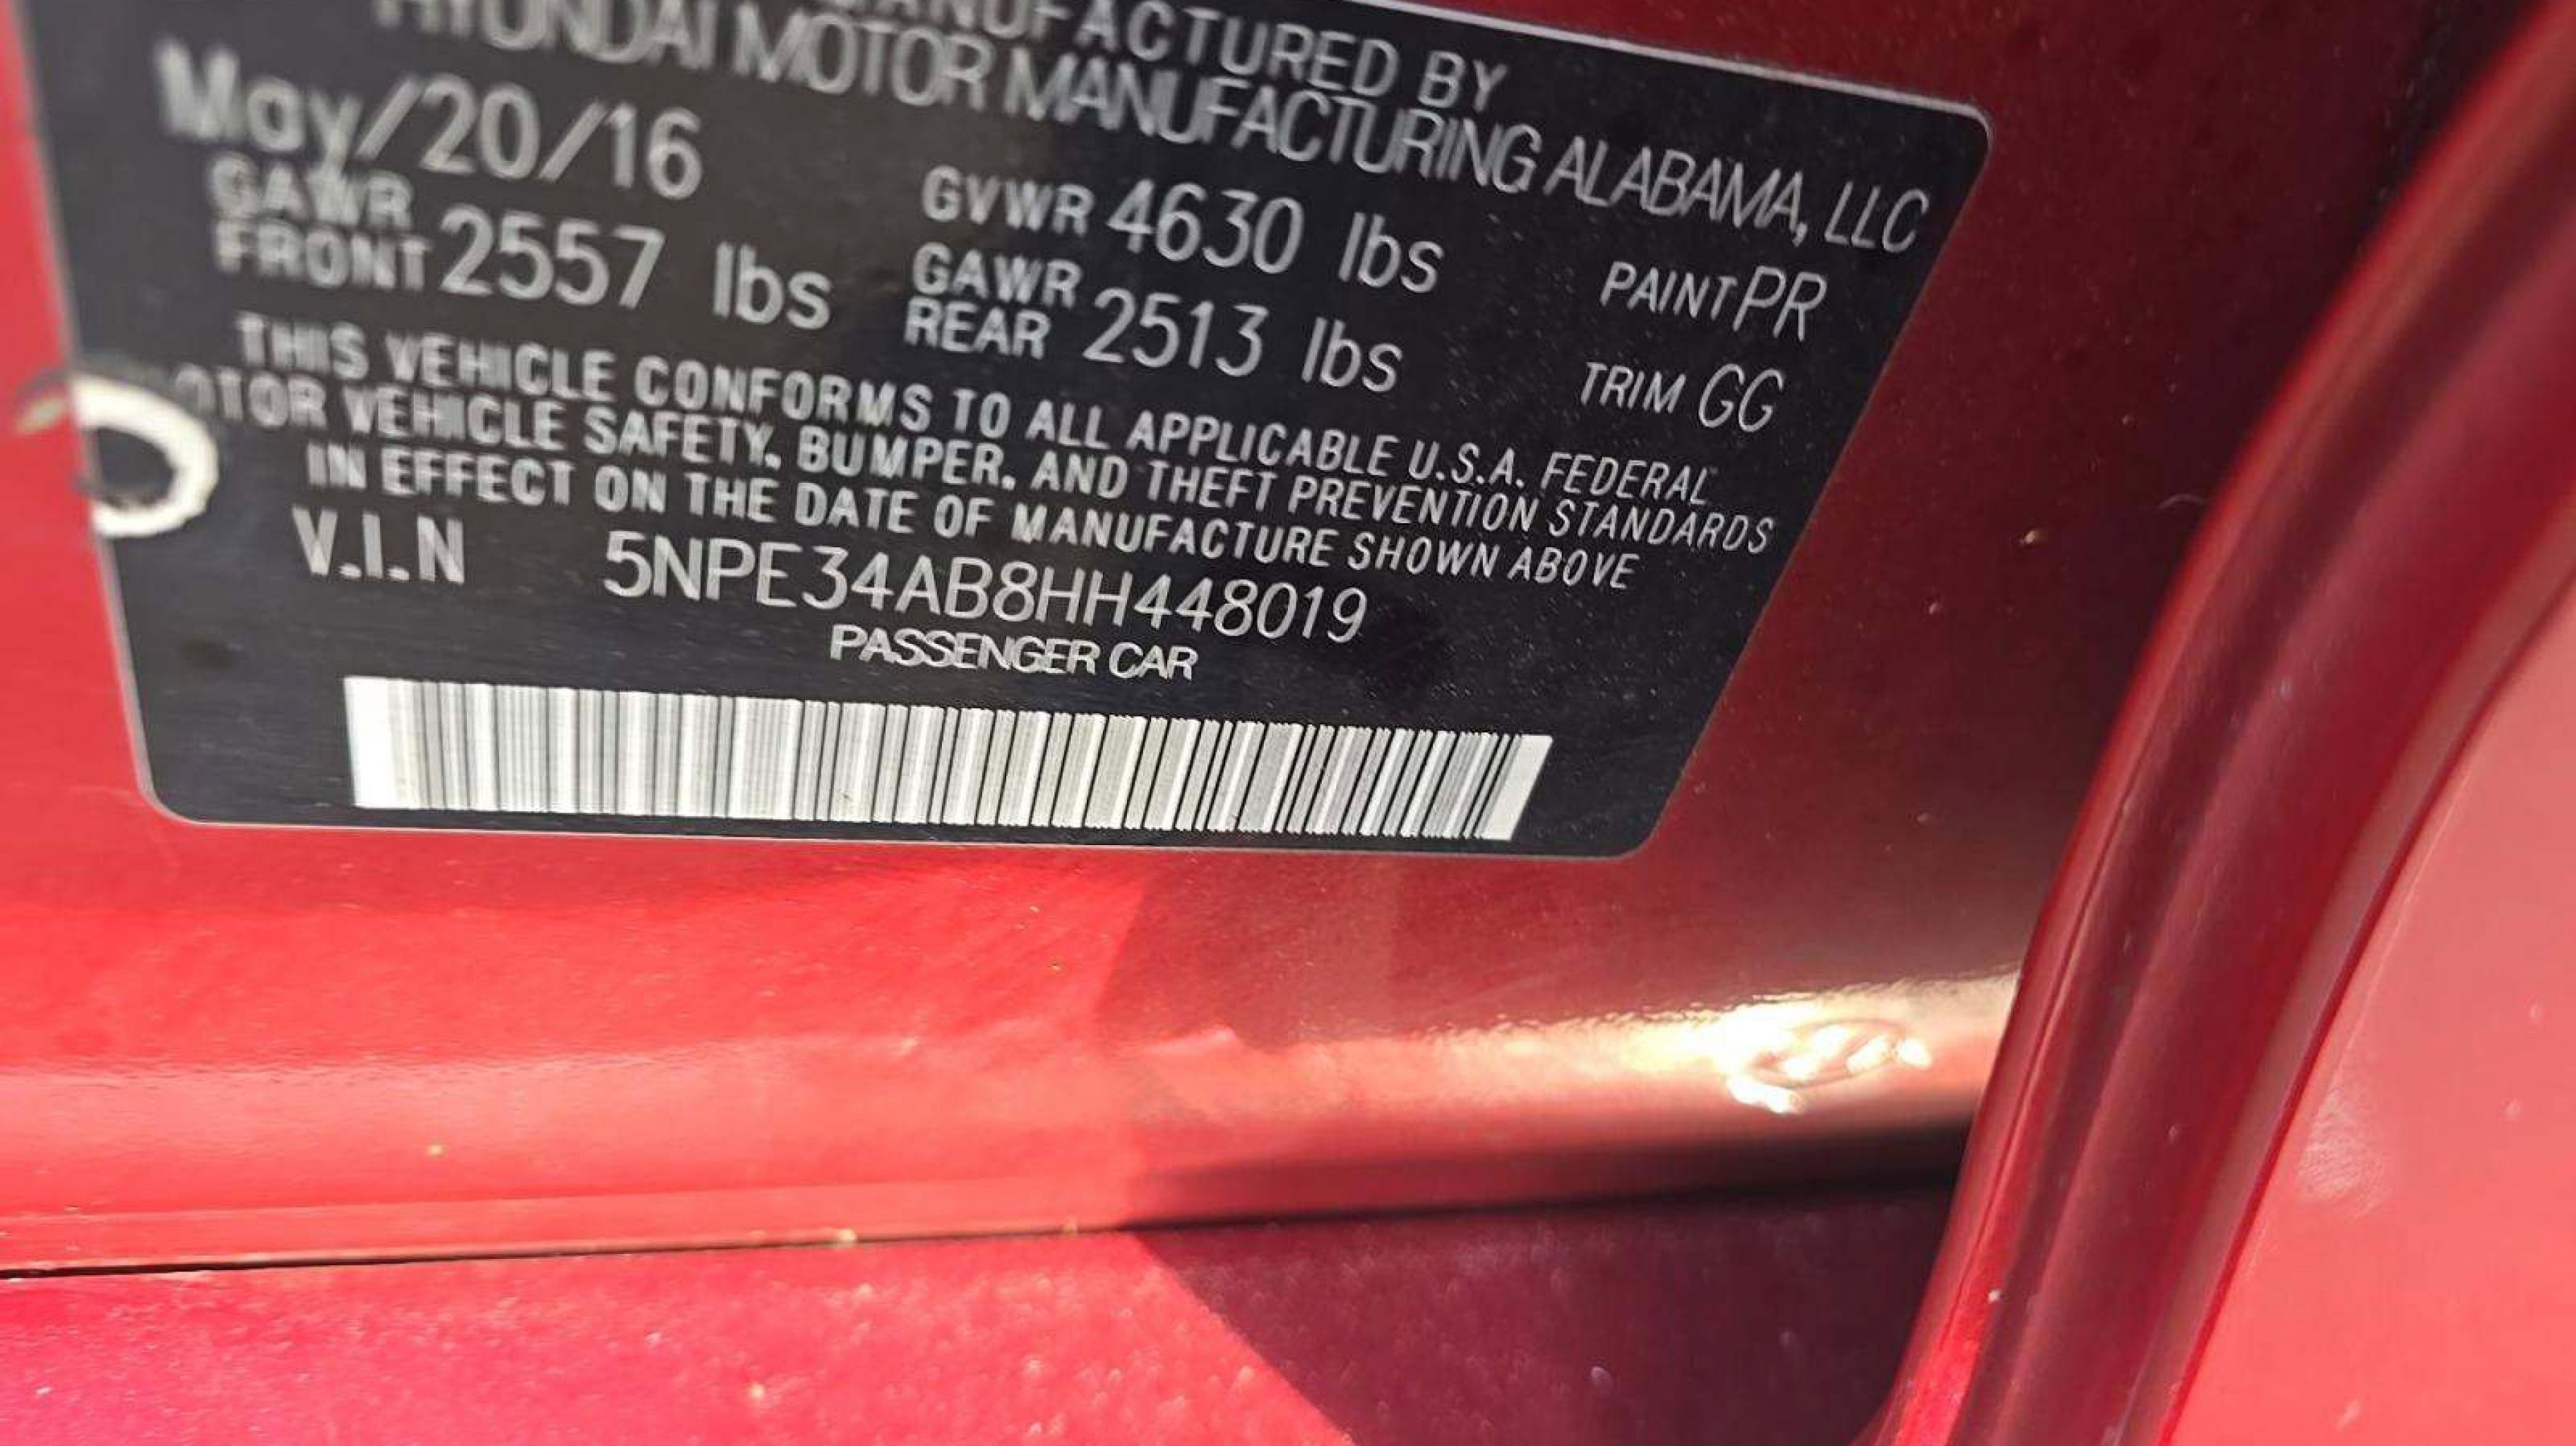 MANUFACTURED BY
HYUNDAI MOTOR MANUFACTURING ALABAMA, LLC
May/20/16 GVWR 4630 lbs PAINT PR
GAWR FRONT 2557 lbs GAWR REAR 2513 lbs TRIM GG
THIS VEHICLE CONFORMS TO ALL APPLICABLE U.S.A. FEDERAL
MOTOR VEHICLE SAFETY, BUMPER, AND THEFT PREVENTION STANDARDS
IN EFFECT ON THE DATE OF MANUFACTURE SHOWN ABOVE
V.I.N 5NPE34AB8HH448019
PASSENGER CAR